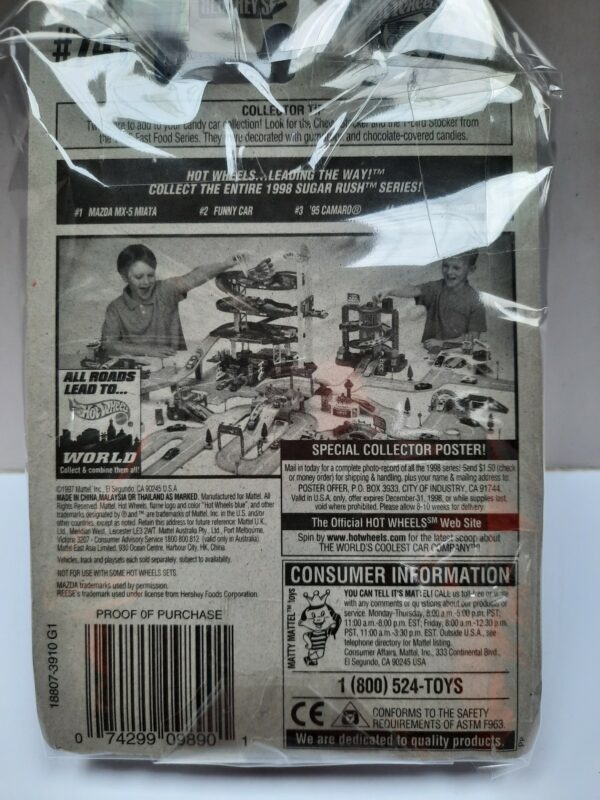 HERSHEY'S
#74
COLLECTOR
to add to your candy car collection! Look for the Stocker from
Fast Food Series. They decorated with and chocolate-covered candies.
HOT WHEELS...LEADING THE WAY!™
COLLECT THE ENTIRE 1998 SUGAR RUSH™ SERIES!
#1 MAZDA MX-5 MIATA #2 FUNNY CAR #3 '95 CAMARO®
ALL ROADS
LEAD TO...
HOT WHEELS
WORLD
Collect & combine them all!
SPECIAL COLLECTOR POSTER!
Mail in today for a complete photo-record of all the 1998 series! Send $1.50 (check
or money order) for shipping & handling, plus your name & mailing address to:
POSTER OFFER, P.O. BOX 3933, CITY OF INDUSTRY, CA 91744.
Valid in U.S.A. only, offer expires December 31, 1998, or while supplies last,
void where prohibited. Please allow 8-10 weeks for delivery.
The Official HOT WHEELS℠ Web Site
Spin by www.hotwheels.com for the latest scoop about
THE WORLD'S COOLEST CAR COMPANY™!
©1997 Mattel, Inc., El Segundo, CA 90245 U.S.A.
MADE IN CHINA, MALAYSIA OR THAILAND AS MARKED. Manufactured for Mattel. All
Rights Reserved. Mattel, Hot Wheels, flame logo and color "Hot Wheels blue", and other
trademarks designated by ® and ™ are trademarks of Mattel, Inc. in the U.S. and/or
other countries, except as noted. Retain this address for future reference: Mattel U.K.,
Ltd., Meridian West, Leicester LE3 2WT. Mattel Australia Pty., Ltd., Port Melbourne,
Victoria 3207 - Consumer Advisory Service 1800 800 812 (valid only in Australia).
Mattel East Asia Limited, 930 Ocean Centre, Harbour City, HK, China.
Vehicles, track and playsets each sold separately, subject to availability.
NOT FOR USE WITH SOME HOT WHEELS SETS.
MAZDA trademarks used by permission.
REESE's trademark used under license from Hershey Foods Corporation.
CONSUMER INFORMATION
MATTY MATTEL™ toys
YOU CAN TELL IT'S MATTEL! CALL us toll-free or write
with any comments or questions about our products or
service. Monday-Thursday, 8:00 a.m.-5:00 p.m. PST;
11:00 a.m.-8:00 p.m. EST; Friday, 8:00 a.m.-12:30 p.m.
PST, 11:00 a.m.-3:30 p.m. EST. Outside U.S.A., see
telephone directory for Mattel listing.
Consumer Affairs, Mattel, Inc., 333 Continental Blvd.,
El Segundo, CA 90245 USA
1 (800) 524-TOYS
CE CONFORMS TO THE SAFETY
REQUIREMENTS OF ASTM F963.
We are dedicated to quality products.
PROOF OF PURCHASE
18807-3910 G1
0 74299 09890 1